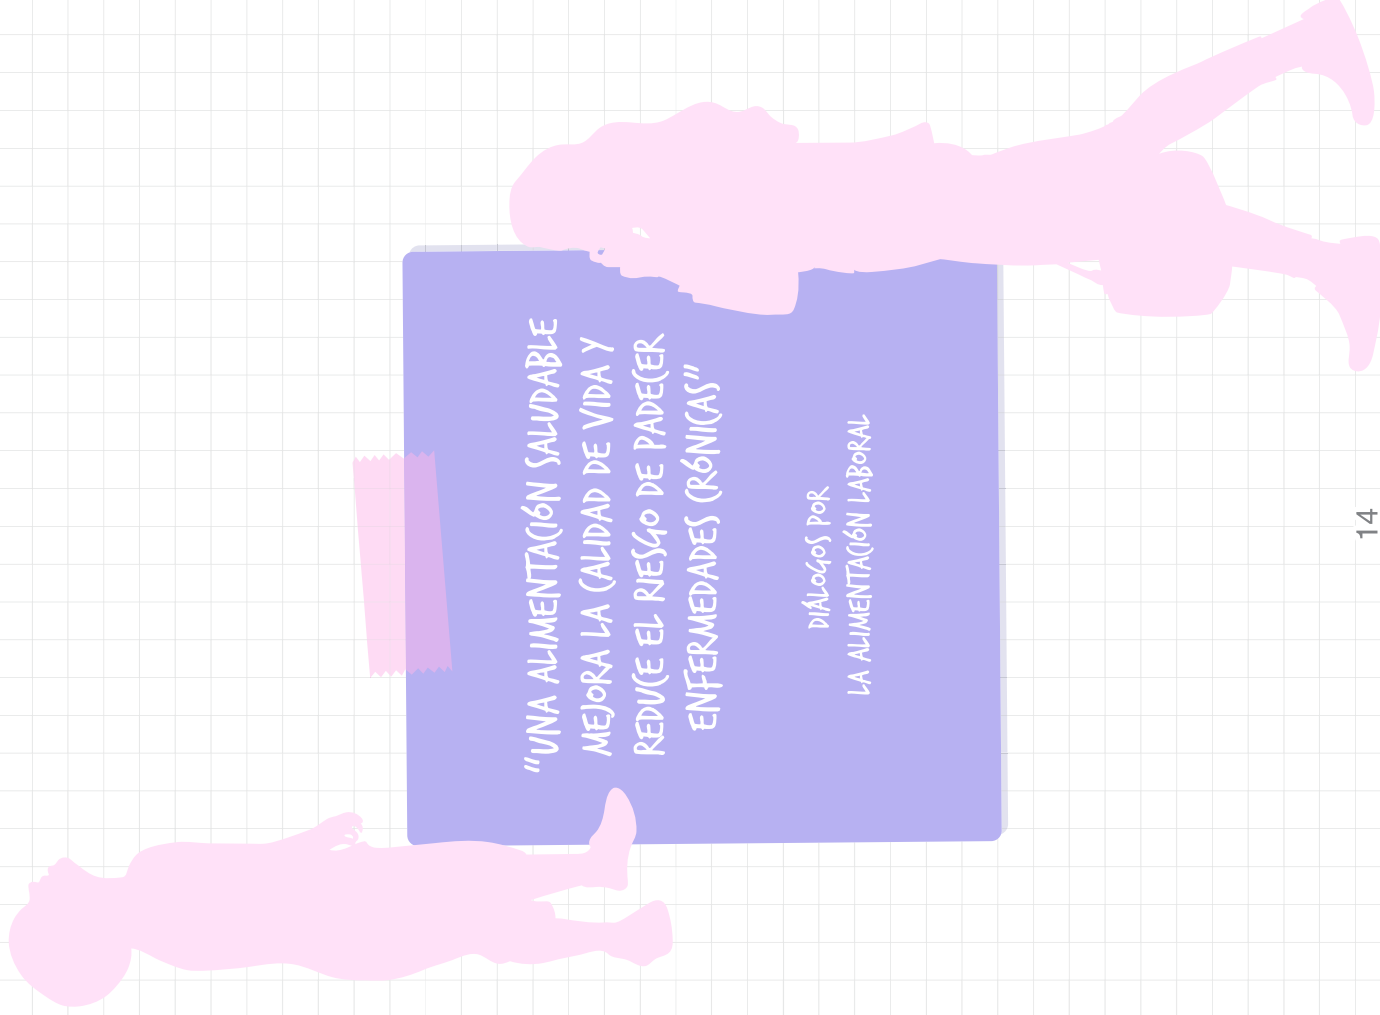 “UNA ALIMENTACIÓN SALUDABLE
MEJORA LA CALIDAD DE VIDA Y
REDUCE EL RIESGO DE PADECER
ENFERMEDADES CRÓNICAS”
DIÁLOGOS POR
LA ALIMENTACIÓN LABORAL
14